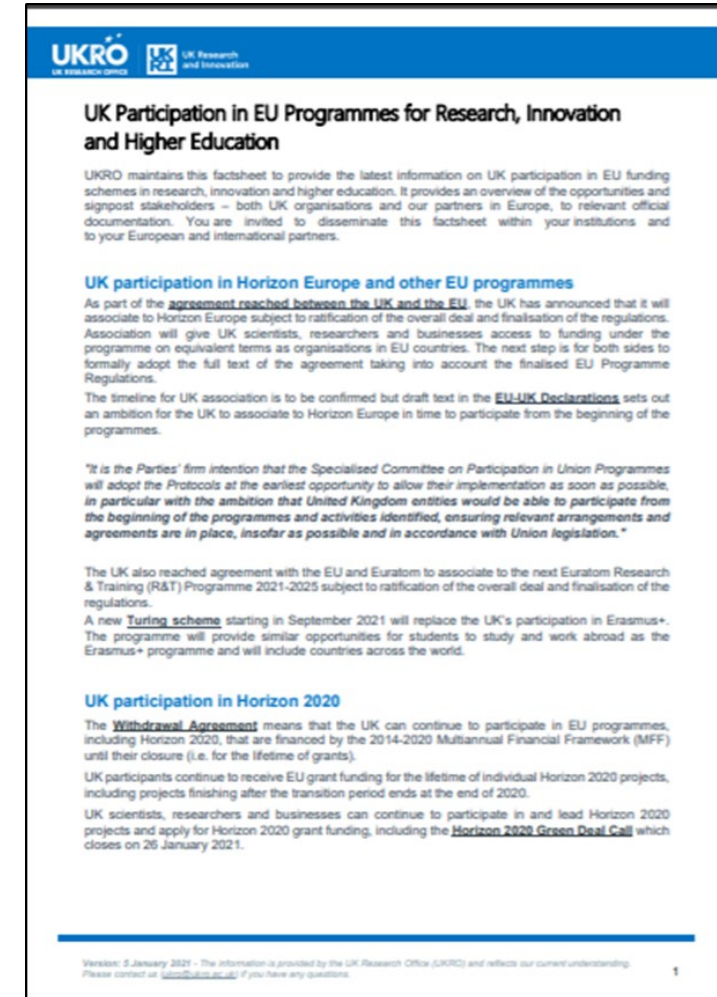 UKRO
UK RESEARCH OFFICE
UK
RI
UK Research
and Innovation
UK Participation in EU Programmes for Research, Innovation
and Higher Education
UKRO maintains this factsheet to provide the latest information on UK participation in EU funding
schemes in research, innovation and higher education. It provides an overview of the opportunities and
signpost stakeholders – both UK organisations and our partners in Europe, to relevant official
documentation. You are invited to disseminate this factsheet within your institutions and
to your European and international partners.
UK participation in Horizon Europe and other EU programmes
As part of the agreement reached between the UK and the EU, the UK has announced that it will
associate to Horizon Europe subject to ratification of the overall deal and finalisation of the regulations.
Association will give UK scientists, researchers and businesses access to funding under the
programme on equivalent terms as organisations in EU countries. The next step is for both sides to
formally adopt the full text of the agreement taking into account the finalised EU Programme
Regulations.
The timeline for UK association is to be confirmed but draft text in the EU-UK Declarations sets out
an ambition for the UK to associate to Horizon Europe in time to participate from the beginning of the
programmes.
"It is the Parties' firm intention that the Specialised Committee on Participation in Union Programmes
will adopt the Protocols at the earliest opportunity to allow their implementation as soon as possible,
in particular with the ambition that United Kingdom entities would be able to participate from
the beginning of the programmes and activities identified, ensuring relevant arrangements and
agreements are in place, insofar as possible and in accordance with Union legislation."
The UK also reached agreement with the EU and Euratom to associate to the next Euratom Research
& Training (R&T) Programme 2021-2025 subject to ratification of the overall deal and finalisation of the
regulations.
A new Turing scheme starting in September 2021 will replace the UK's participation in Erasmus+.
The programme will provide similar opportunities for students to study and work abroad as the
Erasmus+ programme and will include countries across the world.
UK participation in Horizon 2020
The Withdrawal Agreement means that the UK can continue to participate in EU programmes,
including Horizon 2020, that are financed by the 2014-2020 Multiannual Financial Framework (MFF)
until their closure (i.e. for the lifetime of grants).
UK participants continue to receive EU grant funding for the lifetime of individual Horizon 2020 projects,
including projects finishing after the transition period ends at the end of 2020.
UK scientists, researchers and businesses can continue to participate in and lead Horizon 2020
projects and apply for Horizon 2020 grant funding, including the Horizon 2020 Green Deal Call which
closes on 26 January 2021.
Version: 5 January 2021 - The information is provided by the UK Research Office (UKRO) and reflects our current understanding.
Please contact us (ukro@ukro.ac.uk) if you have any questions.
1